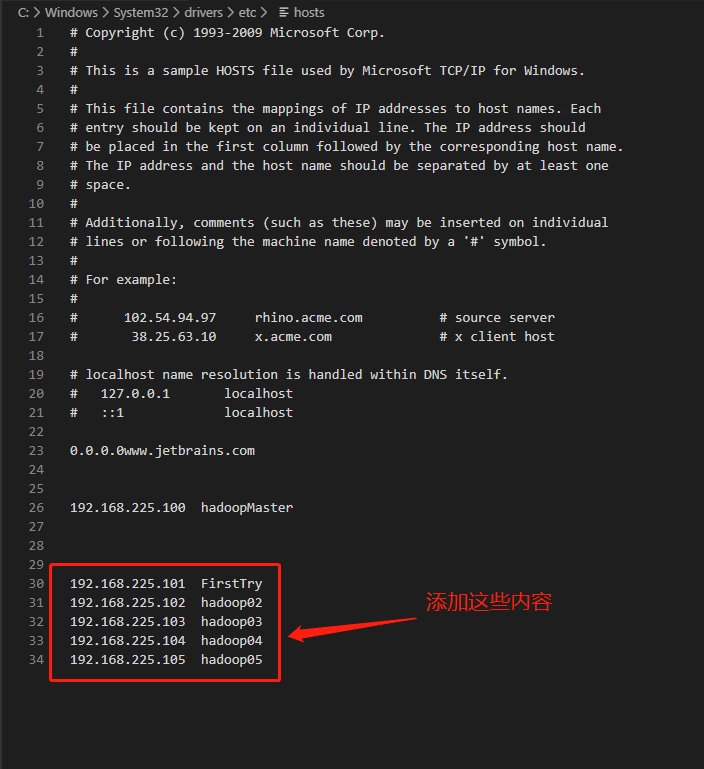 C: > Windows > System32 > drivers > etc > hosts
1 # Copyright (c) 1993-2009 Microsoft Corp.
2 #
3 # This is a sample HOSTS file used by Microsoft TCP/IP for Windows.
4 #
5 # This file contains the mappings of IP addresses to host names. Each
6 # entry should be kept on an individual line. The IP address should
7 # be placed in the first column followed by the corresponding host name.
8 # The IP address and the host name should be separated by at least one
9 # space.
10 #
11 # Additionally, comments (such as these) may be inserted on individual
12 # lines or following the machine name denoted by a '#' symbol.
13 #
14 # For example:
15 #
16 #      102.54.94.97     rhino.acme.com          # source server
17 #       38.25.63.10     x.acme.com              # x client host
18
19 # localhost name resolution is handled within DNS itself.
20 #   127.0.0.1       localhost
21 #   ::1             localhost
22
23 0.0.0.0www.jetbrains.com
24
25
26 192.168.225.100  hadoopMaster
27
28
29
30 192.168.225.101  FirstTry
31 192.168.225.102  hadoop02
添加这些内容
32 192.168.225.103  hadoop03
33 192.168.225.104  hadoop04
34 192.168.225.105  hadoop05